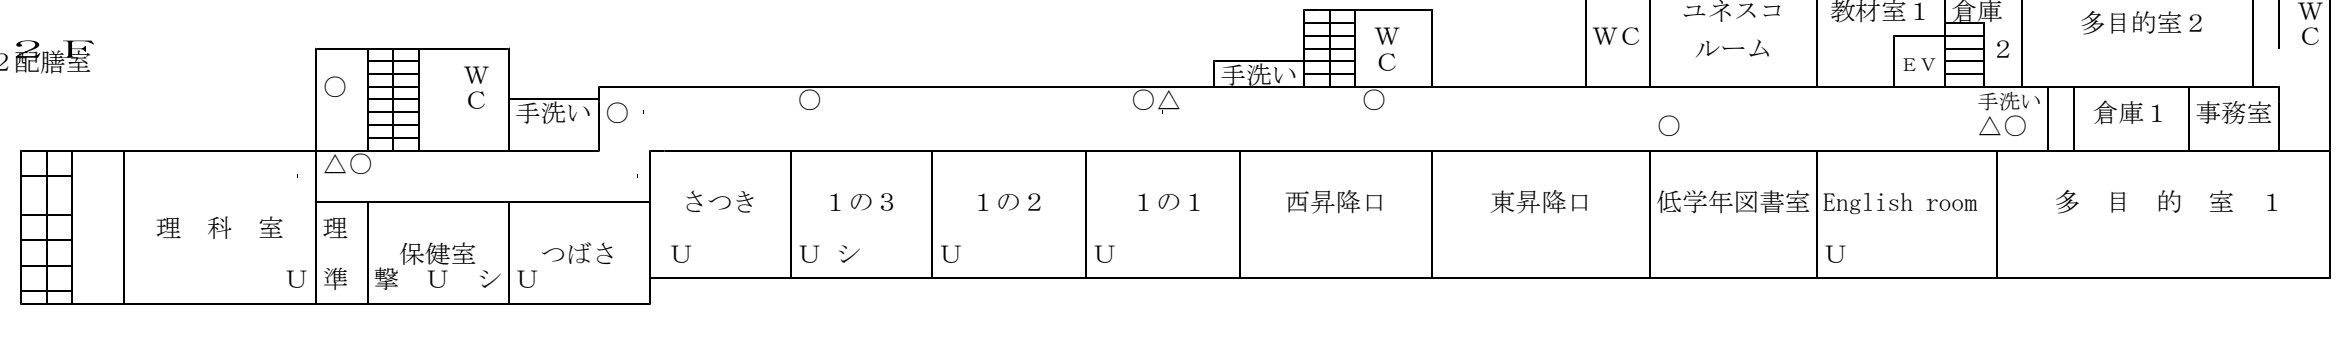 ２Ｆ
２配膳室
ＷＣ
手洗い
手洗い
ＷＣ
ＷＣ
ユネスコ
ルーム
教材室１
倉庫
２
ＥＶ
多目的室２
ＷＣ
○
○
○
○△
○
○
手洗い
△○
倉庫１
事務室
△○
理科室
Ｕ
理
準
保健室
撃 Ｕ シ
つばさ
Ｕ
さつき
Ｕ
１の３
Ｕ シ
１の２
Ｕ
１の１
Ｕ
西昇降口
東昇降口
低学年図書室
English room
Ｕ
多目的室１